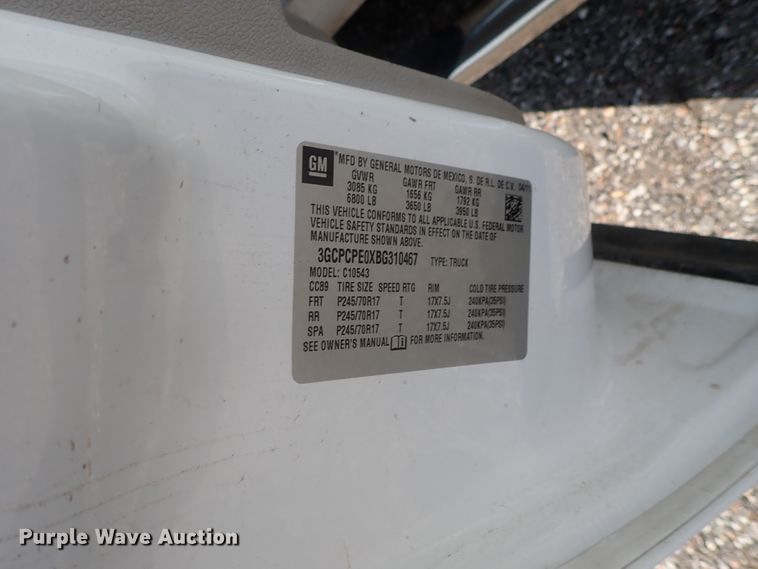 GM
MFD BY GENERAL MOTORS DE MEXICO, S. DE R.L. DE C.V. 04/11
GVWR GAWR FRT GAWR RR
3085 KG 1656 KG 1792 KG
6800 LB 3650 LB 3950 LB
THIS VEHICLE CONFORMS TO ALL APPLICABLE U.S. FEDERAL MOTOR
VEHICLE SAFETY STANDARDS IN EFFECT ON THE DATE OF
MANUFACTURE SHOWN ABOVE.
3GCPCPE0XBG310467 TYPE: TRUCK
MODEL: C10543
CC89 TIRE SIZE SPEED RTG RIM COLD TIRE PRESSURE
FRT P245/70R17 T 17X7.5J 240KPA(35PSI)
RR P245/70R17 T 17X7.5J 240KPA(35PSI)
SPA P245/70R17 T 17X7.5J 240KPA(35PSI)
SEE OWNER'S MANUAL FOR MORE INFORMATION.
Purple Wave Auction